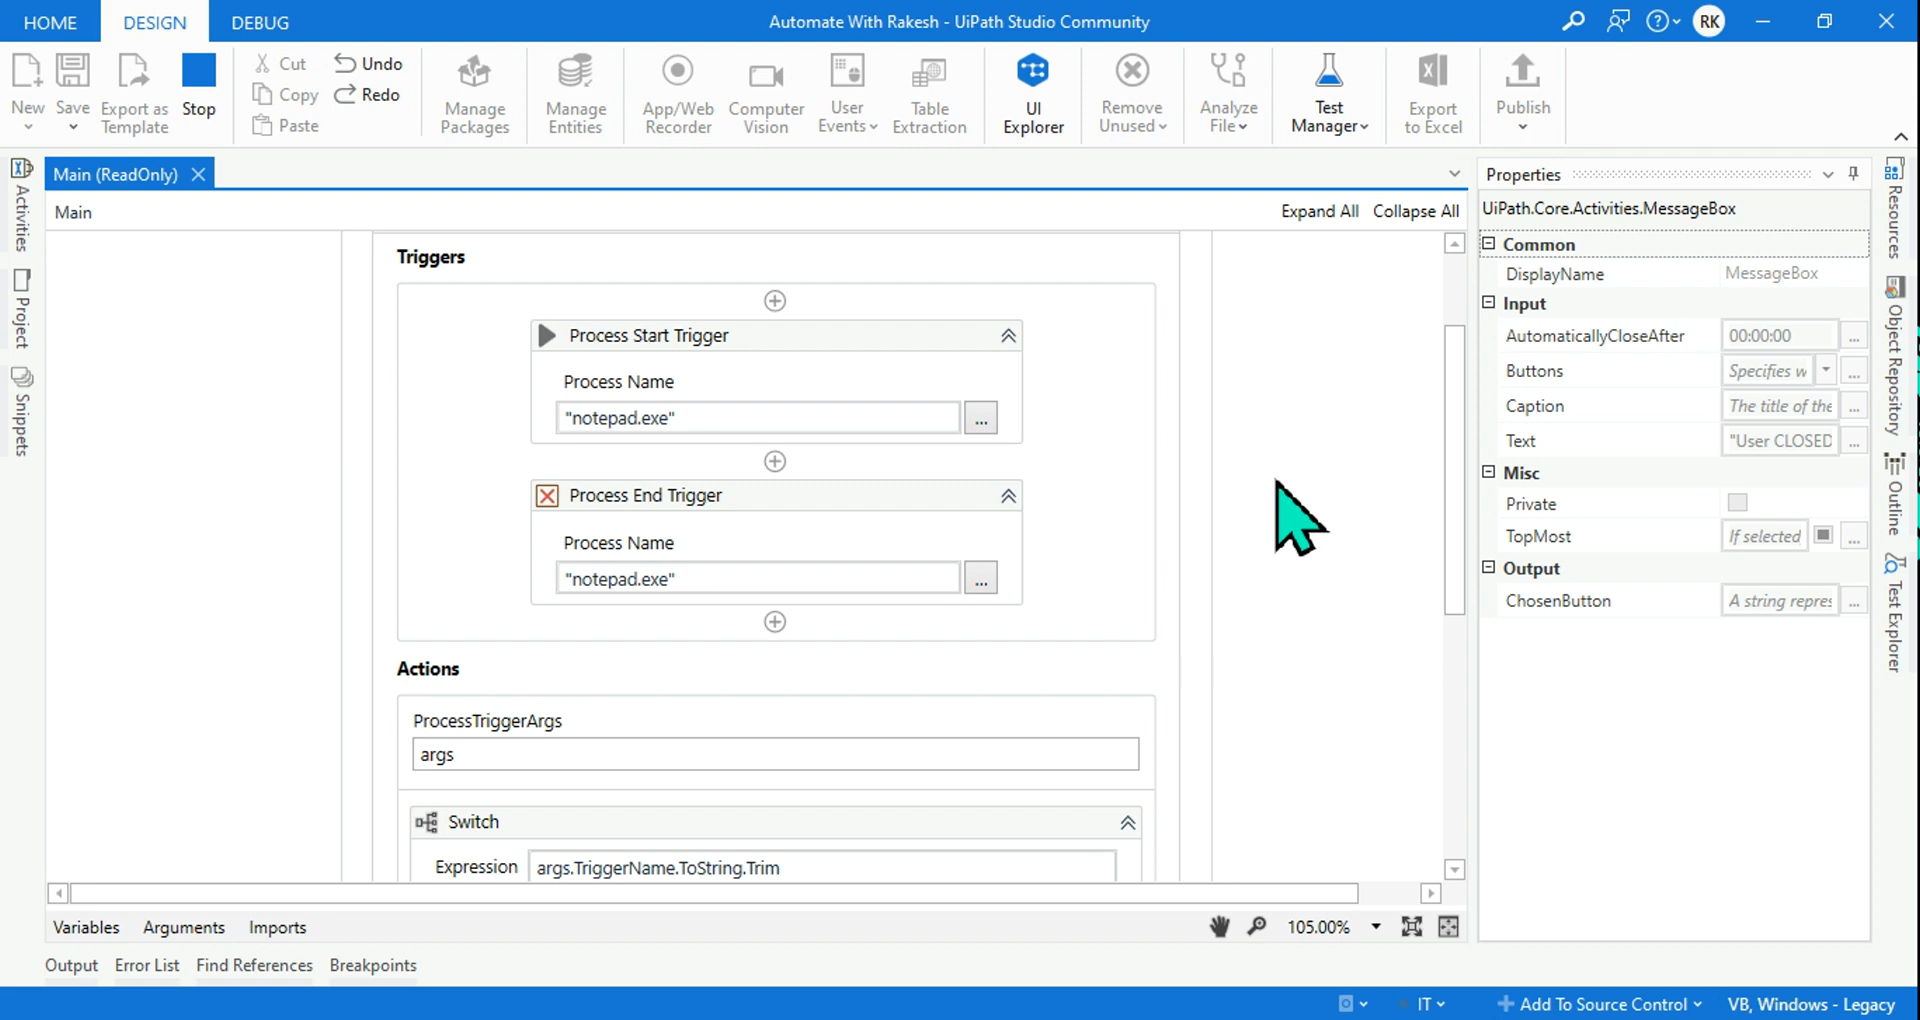 HOME DESIGN DEBUG Automate With Rakesh - UiPath Studio Community RK
New Save Export as Template Stop Cut Copy Paste Undo Redo Manage Packages Manage Entities App/Web Recorder Computer Vision User Events Table Extraction UI Explorer Remove Unused Analyze File Test Manager Export to Excel Publish
Main (ReadOnly)
Main Expand All Collapse All
Activities
Project
Snippets
Triggers
Process Start Trigger
Process Name
"notepad.exe" ...
Process End Trigger
Process Name
"notepad.exe" ...
Actions
ProcessTriggerArgs
args
Switch
Expression args.TriggerName.ToString.Trim
Properties
UiPath.Core.Activities.MessageBox
Common
DisplayName MessageBox
Input
AutomaticallyCloseAfter 00:00:00 ...
Buttons Specifies w ...
Caption The title of the ...
Text "User CLOSED ...
Misc
Private
TopMost If selected ...
Output
ChosenButton A string repres ...
Resources
Object Repository
Outline
Test Explorer
Variables Arguments Imports 105.00%
Output Error List Find References Breakpoints
IT Add To Source Control VB, Windows - Legacy